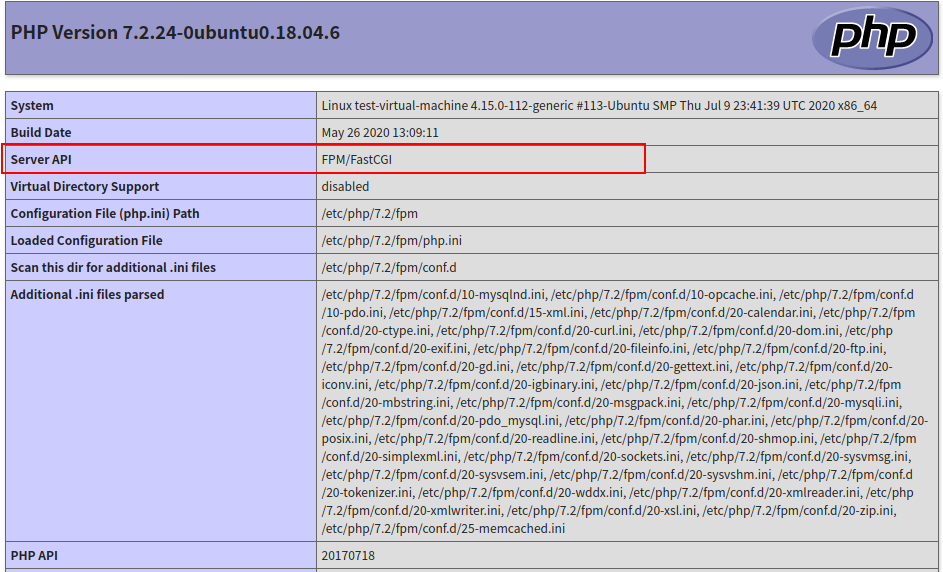 PHP Version 7.2.24-0ubuntu0.18.04.6
php
System Linux test-virtual-machine 4.15.0-112-generic #113-Ubuntu SMP Thu Jul 9 23:41:39 UTC 2020 x86_64
Build Date May 26 2020 13:09:11
Server API FPM/FastCGI
Virtual Directory Support disabled
Configuration File (php.ini) Path /etc/php/7.2/fpm
Loaded Configuration File /etc/php/7.2/fpm/php.ini
Scan this dir for additional .ini files /etc/php/7.2/fpm/conf.d
Additional .ini files parsed /etc/php/7.2/fpm/conf.d/10-mysqlnd.ini, /etc/php/7.2/fpm/conf.d/10-opcache.ini, /etc/php/7.2/fpm/conf.d
/10-pdo.ini, /etc/php/7.2/fpm/conf.d/15-xml.ini, /etc/php/7.2/fpm/conf.d/20-calendar.ini, /etc/php/7.2/fpm
/conf.d/20-ctype.ini, /etc/php/7.2/fpm/conf.d/20-curl.ini, /etc/php/7.2/fpm/conf.d/20-dom.ini, /etc/php
/7.2/fpm/conf.d/20-exif.ini, /etc/php/7.2/fpm/conf.d/20-fileinfo.ini, /etc/php/7.2/fpm/conf.d/20-ftp.ini,
/etc/php/7.2/fpm/conf.d/20-gd.ini, /etc/php/7.2/fpm/conf.d/20-gettext.ini, /etc/php/7.2/fpm/conf.d/20-
iconv.ini, /etc/php/7.2/fpm/conf.d/20-igbinary.ini, /etc/php/7.2/fpm/conf.d/20-json.ini, /etc/php/7.2/fpm
/conf.d/20-mbstring.ini, /etc/php/7.2/fpm/conf.d/20-msgpack.ini, /etc/php/7.2/fpm/conf.d/20-mysqli.ini,
/etc/php/7.2/fpm/conf.d/20-pdo_mysql.ini, /etc/php/7.2/fpm/conf.d/20-phar.ini, /etc/php/7.2/fpm/conf.d/20-
posix.ini, /etc/php/7.2/fpm/conf.d/20-readline.ini, /etc/php/7.2/fpm/conf.d/20-shmop.ini, /etc/php/7.2/fpm
/conf.d/20-simplexml.ini, /etc/php/7.2/fpm/conf.d/20-sockets.ini, /etc/php/7.2/fpm/conf.d/20-sysvmsg.ini,
/etc/php/7.2/fpm/conf.d/20-sysvsem.ini, /etc/php/7.2/fpm/conf.d/20-sysvshm.ini, /etc/php/7.2/fpm/conf.d
/20-tokenizer.ini, /etc/php/7.2/fpm/conf.d/20-wddx.ini, /etc/php/7.2/fpm/conf.d/20-xmlreader.ini, /etc/php
/7.2/fpm/conf.d/20-xmlwriter.ini, /etc/php/7.2/fpm/conf.d/20-xsl.ini, /etc/php/7.2/fpm/conf.d/20-zip.ini,
/etc/php/7.2/fpm/conf.d/25-memcached.ini
PHP API 20170718